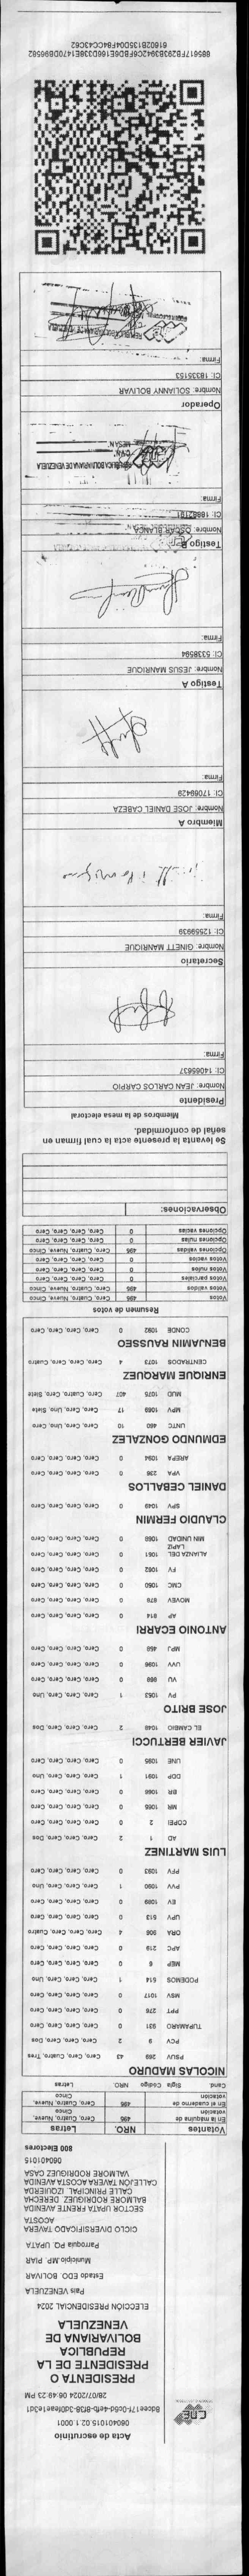 CNE
Acta de escrutinio
060401015.02.1.0001
8dcee17f-0c6d-4efb-8f38-3d0feae1e3d1
28/07/2024 06:49:23 PM
PRESIDENTA O
PRESIDENTE DE LA
REPUBLICA
BOLIVARIANA DE
VENEZUELA
ELECCIÓN PRESIDENCIAL 2024
Pais VENEZUELA
Estado EDO. BOLIVAR
Municipio.MP. PIAR
Parroquia PQ. UPATA
CICLO DIVERSIFICADO TAVERA
ACOSTA
SECTOR UPATA FRENTE AVENIDA
BALMORE RODRIGUEZ. DERECHA
CALLE PRINCIPAL. IZQUIERDA
CALLEJÓN TAVERA ACOSTA AVENIDA
VALMORE RODRIGUEZ CASA
060401015
800 Electores
Votantes NRO. Letras
En la máquina de votación 495 Cero, Cuatro, Nueve, Cinco
En el cuaderno de votación 495 Cero, Cuatro, Nueve, Cinco
Cand. Sigla Código NRO. Letras
NICOLAS MADURO
PSUV 269 43 Cero, Cero, Cuatro, Tres
PCV 9 2 Cero, Cero, Cero, Dos
TUPAMARO 931 0 Cero, Cero, Cero, Cero
PPT 276 0 Cero, Cero, Cero, Cero
MSV 1017 0 Cero, Cero, Cero, Cero
PODEMOS 514 1 Cero, Cero, Cero, Uno
MEP 6 0 Cero, Cero, Cero, Cero
APC 219 0 Cero, Cero, Cero, Cero
ORA 906 4 Cero, Cero, Cero, Cuatro
UPV 513 0 Cero, Cero, Cero, Cero
EV 1089 0 Cero, Cero, Cero, Cero
PVV 1090 1 Cero, Cero, Cero, Uno
PFV 1093 0 Cero, Cero, Cero, Cero
LUIS MARTINEZ
AD 1 2 Cero, Cero, Cero, Dos
COPEI 2 0 Cero, Cero, Cero, Cero
MR 1065 0 Cero, Cero, Cero, Cero
BR 1066 0 Cero, Cero, Cero, Cero
DDP 1091 1 Cero, Cero, Cero, Uno
UNE 1095 0 Cero, Cero, Cero, Cero
JAVIER BERTUCCI
EL CAMBIO 1048 2 Cero, Cero, Cero, Dos
JOSE BRITO
PV 1053 1 Cero, Cero, Cero, Uno
VU 969 0 Cero, Cero, Cero, Cero
UVV 1096 0 Cero, Cero, Cero, Cero
MPJ 459 0 Cero, Cero, Cero, Cero
ANTONIO ECARRI
AP 814 0 Cero, Cero, Cero, Cero
MOVEV 878 0 Cero, Cero, Cero, Cero
CMC 1050 0 Cero, Cero, Cero, Cero
FV 1052 0 Cero, Cero, Cero, Cero
ALIANZA DEL LAPIZ 1051 0 Cero, Cero, Cero, Cero
MIN UNIDAD 1068 0 Cero, Cero, Cero, Cero
CLAUDIO FERMIN
SPV 1049 0 Cero, Cero, Cero, Cero
DANIEL CEBALLOS
VPA 236 0 Cero, Cero, Cero, Cero
AREPA 1094 0 Cero, Cero, Cero, Cero
EDMUNDO GONZALEZ
UNTC 480 10 Cero, Cero, Uno, Cero
MPV 1069 17 Cero, Cero, Uno, Siete
MUD 1075 407 Cero, Cuatro, Cero, Siete
ENRIQUE MARQUEZ
CENTRADOS 1073 4 Cero, Cero, Cero, Cuatro
BENJAMIN RAUSSEO
CONDE 1092 0 Cero, Cero, Cero, Cero
Resumen de votos
Votos 495 Cero, Cuatro, Nueve, Cinco
Votos validos 495 Cero, Cuatro, Nueve, Cinco
Votos parciales 0 Cero, Cero, Cero, Cero
Votos nulos 0 Cero, Cero, Cero, Cero
Votos vacios 0 Cero, Cero, Cero, Cero
Opciones validas 495 Cero, Cuatro, Nueve, Cinco
Opciones nulas 0 Cero, Cero, Cero, Cero
Opciones vacias 0 Cero, Cero, Cero, Cero
Observaciones:
Se levanta la presente acta la cual firman en
señal de conformidad.
Miembros de la mesa electoral
Presidente
Nombre: JEAN CARLOS CARPIO
CI: 14065637
Firma:
Secretario
Nombre: GINETT MANRIQUE
CI: 12559939
Firma:
Miembro A
Nombre: JOSE DANIEL CABEZA
CI: 17069429
Firma:
Testigo A
Nombre: JESUS MANRIQUE
CI: 5338594
Firma:
Testigo B
Nombre: OSCAR BLANCA
CI: 18882191
Firma:
REPUBLICA BOLIVARIANA DE VENEZUELA
MESA N°
Operador
Nombre: SOLIANNY BOLIVAR
CI: 18335153
Firma:
REPUBLICA BOLIVARIANA DE VENEZUELA
PODER ELECTORAL
885617FB293B3942C6FBD6E166D338E1470DB96582
61602B135D04F84CC43C62